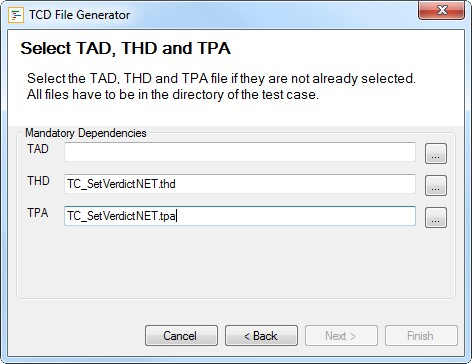 TCD File Generator
Select TAD, THD and TPA
Select the TAD, THD and TPA file if they are not already selected.
All files have to be in the directory of the test case.
Mandatory Dependencies
TAD
...
THD
TC_SetVerdictNET.thd
...
TPA
TC_SetVerdictNET.tpa
...
Cancel
< Back
Next >
Finish